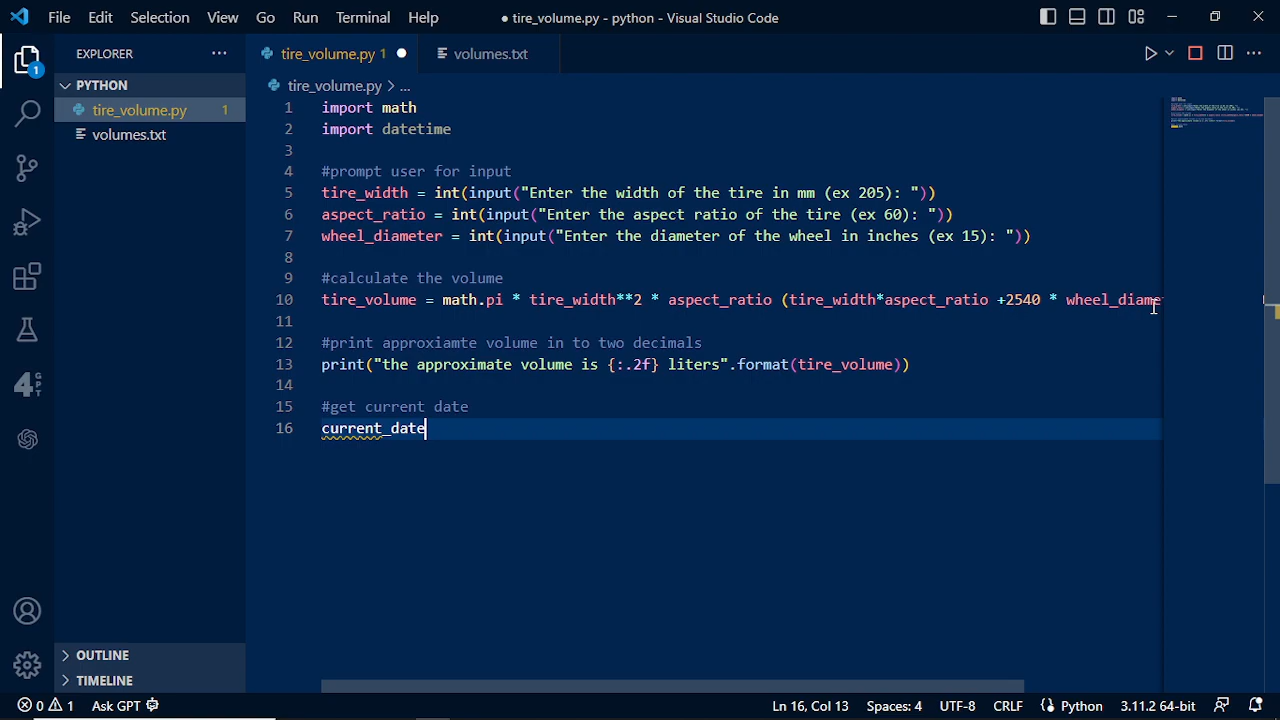 File Edit Selection View Go Run Terminal Help
tire_volume.py - python - Visual Studio Code
EXPLORER
tire_volume.py 1
volumes.txt
PYTHON
tire_volume.py > ...
tire_volume.py 1
volumes.txt
1 import math
2 import datetime
3
4 #prompt user for input
5 tire_width = int(input("Enter the width of the tire in mm (ex 205): "))
6 aspect_ratio = int(input("Enter the aspect ratio of the tire (ex 60): "))
7 wheel_diameter = int(input("Enter the diameter of the wheel in inches (ex 15): "))
8
9 #calculate the volume
10 tire_volume = math.pi * tire_width**2 * aspect_ratio (tire_width*aspect_ratio +2540 * wheel_diame
11
12 #print approxiamte volume in to two decimals
13 print("the approximate volume is {:.2f} liters".format(tire_volume))
14
15 #get current date
16 current_date
1
OUTLINE
TIMELINE
0 1 Ask GPT Ln 16, Col 13 Spaces: 4 UTF-8 CRLF Python 3.11.2 64-bit